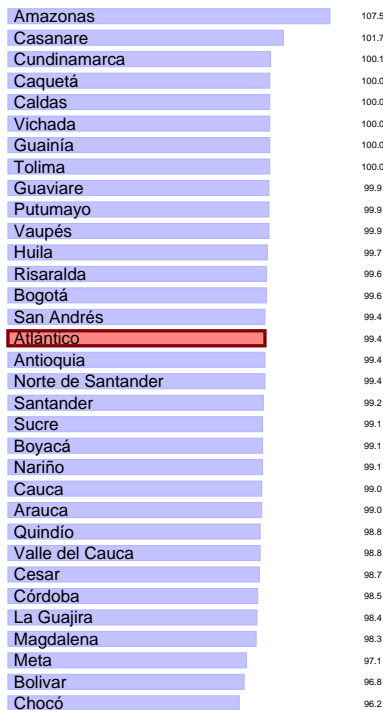 Amazonas 107.5
Casanare 101.7
Cundinamarca 100.1
Caquetá 100.0
Caldas 100.0
Vichada 100.0
Guainía 100.0
Tolima 100.0
Guaviare 99.9
Putumayo 99.9
Vaupés 99.9
Huila 99.7
Risaralda 99.6
Bogotá 99.6
San Andrés 99.4
Atlántico 99.4
Antioquia 99.4
Norte de Santander 99.4
Santander 99.2
Sucre 99.1
Boyacá 99.1
Nariño 99.1
Cauca 99.0
Arauca 99.0
Quindío 98.8
Valle del Cauca 98.8
Cesar 98.7
Córdoba 98.5
La Guajira 98.4
Magdalena 98.3
Meta 97.1
Bolivar 96.8
Chocó 96.2